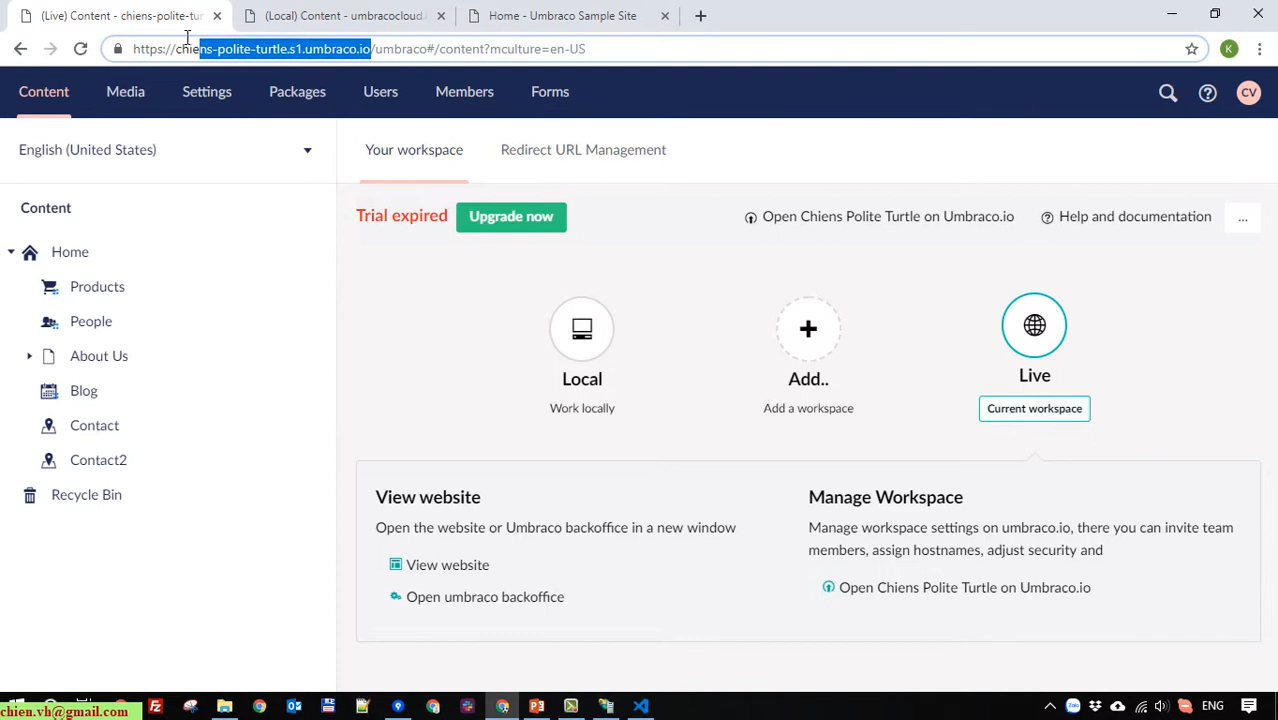 (Live) Content - chiens-polite-tur
(Local) Content - umbracocloud.l
Home - Umbraco Sample Site
https://chiens-polite-turtle.s1.umbraco.io/umbraco#/content?mculture=en-US
K
Content
Media
Settings
Packages
Users
Members
Forms
CV
English (United States)
Your workspace
Redirect URL Management
Content
Trial expired
Upgrade now
Open Chiens Polite Turtle on Umbraco.io
Help and documentation
...
Home
Products
People
About Us
Blog
Contact
Contact2
Recycle Bin
Local
Work locally
Add..
Add a workspace
Live
Current workspace
View website
Open the website or Umbraco backoffice in a new window
View website
Open umbraco backoffice
Manage Workspace
Manage workspace settings on umbraco.io, there you can invite team
members, assign hostnames, adjust security and
Open Chiens Polite Turtle on Umbraco.io
chien.vh@gmail.com